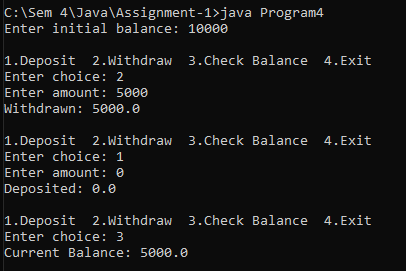 C:\Sem 4\Java\Assignment-1>java Program4
Enter initial balance: 10000

1.Deposit  2.Withdraw  3.Check Balance  4.Exit
Enter choice: 2
Enter amount: 5000
Withdrawn: 5000.0

1.Deposit  2.Withdraw  3.Check Balance  4.Exit
Enter choice: 1
Enter amount: 0
Deposited: 0.0

1.Deposit  2.Withdraw  3.Check Balance  4.Exit
Enter choice: 3
Current Balance: 5000.0